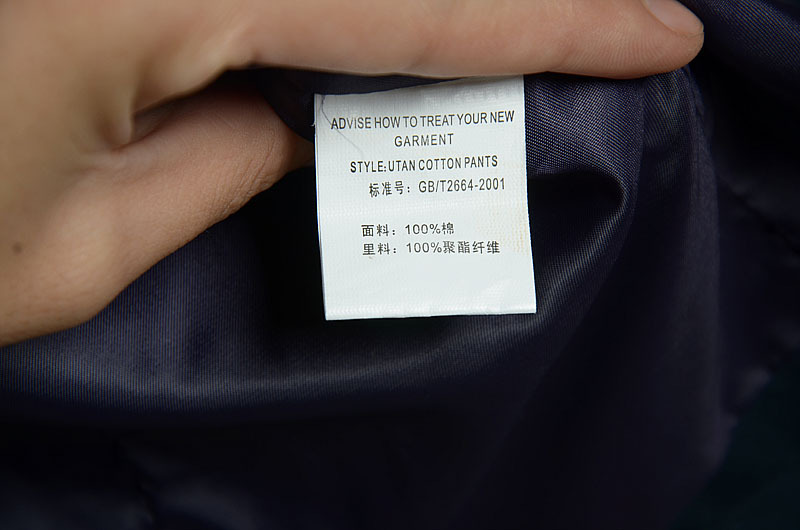 ADVISE HOW TO TREAT YOUR NEW
GARMENT
STYLE:UTAN COTTON PANTS
标准号：GB/T2664-2001
面料：100%棉
里料：100%聚酯纤维